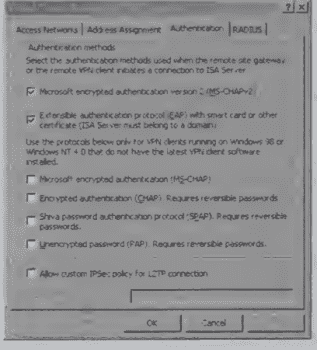 ? x
Access Networks | Address Assignment | Authentication | RADIUS
Authentication methods
Select the authentication methods used when the remote site gateway
or the remote VPN client initiates a connection to ISA Server
Microsoft encrypted authentication version 2 (MS-CHAPv2
Extensible authentication protocol (EAP) with smart card or other
certificate (ISA Server must belong to a domain)
Use the protocols below only for VPN clients running on Windows 98 or
Windows NT 4.0 that do not have the latest VPN client software
installed.
Microsoft encrypted authentication (MS-CHAP)
Encrypted authentication (CHAP). Requires reversible passwords
Shiva password authentication protocol (SPAP). Requires reversible
passwords.
Unencrypted password (PAP). Requires reversible passwords.
Allow custom IPSec policy for L2TP connection
OK
Cancel